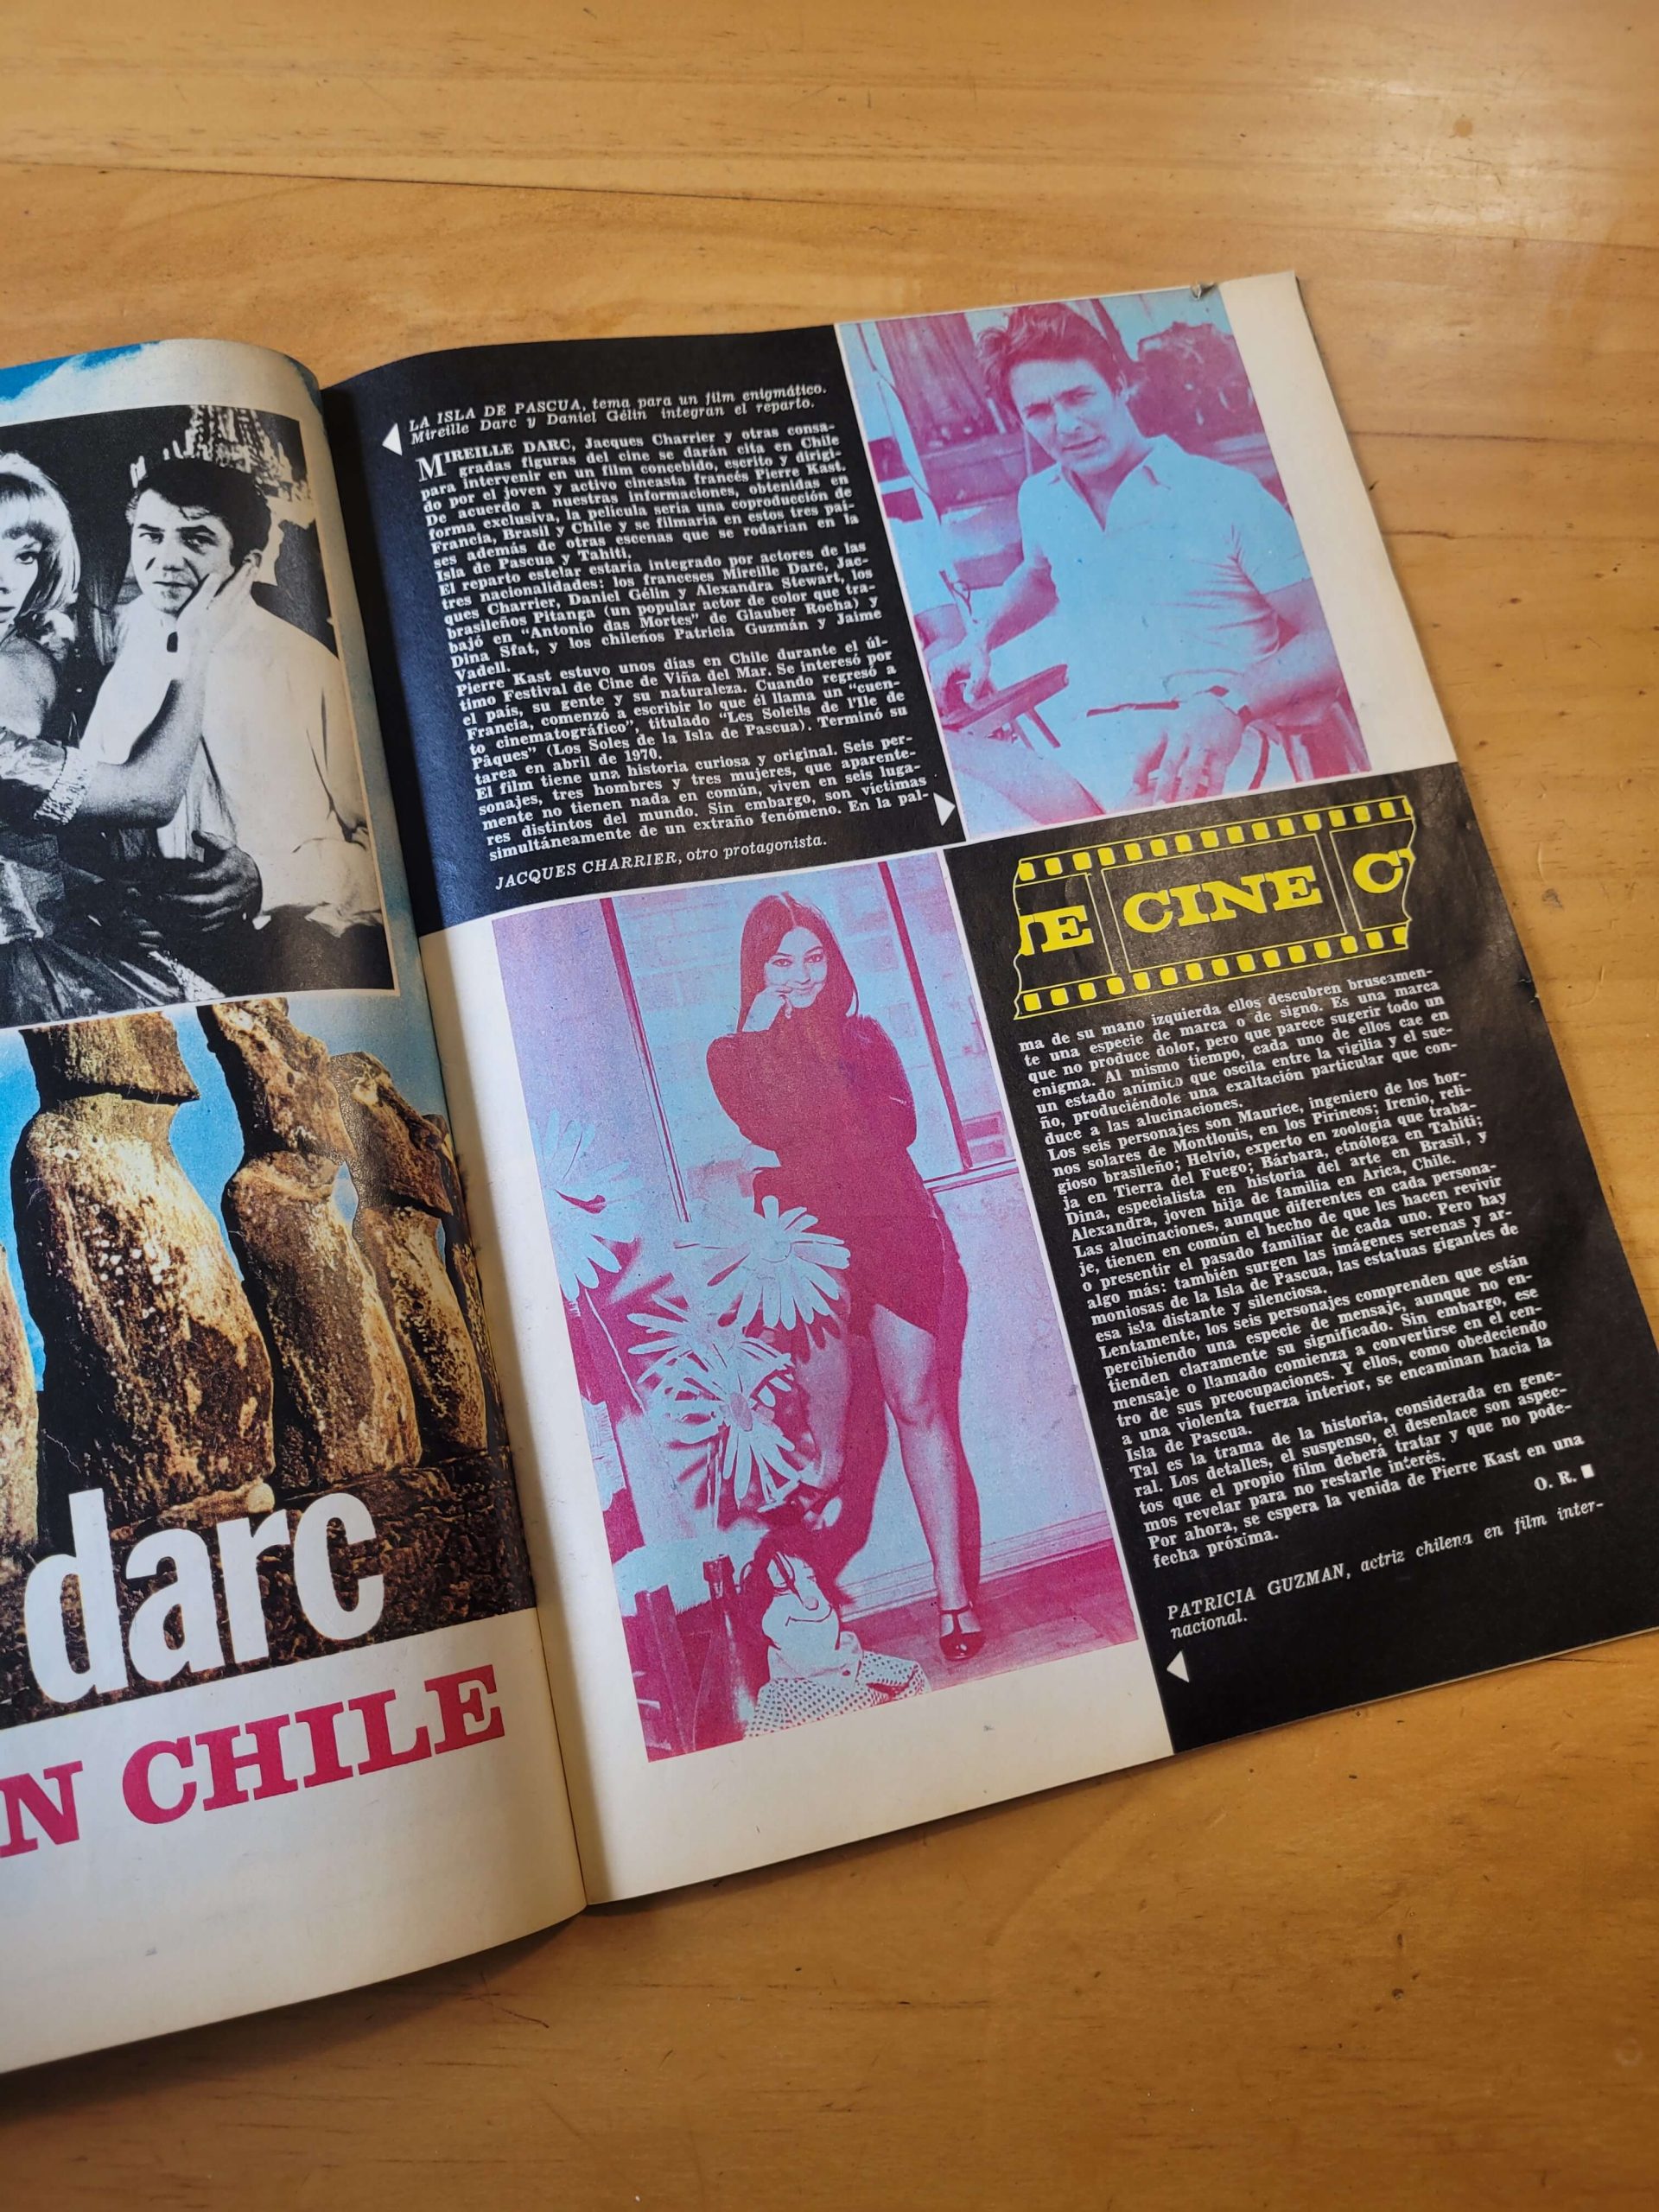 darc
N CHILE
LA ISLA DE PASCUA, tema para un film enigmático.
Mireille Darc y Daniel Gélin integran el reparto.
MIREILLE DARC, Jacques Charrier y otras consa-
gradas figuras del cine se darán cita en Chile
para intervenir en un film concebido, escrito y dirigi-
do por el joven y activo cineasta francés Pierre Kast.
De acuerdo a nuestras informaciones, obtenidas en
forma exclusiva, la película sería una coproducción de
Francia, Brasil y Chile y se filmaría en estos tres paí-
ses además de otras escenas que se rodarían en la
Isla de Pascua y Tahiti.
El reparto estelar estaría integrado por actores de las
tres nacionalidades: los franceses Mireille Darc, Jac-
ques Charrier, Daniel Gélin y Alexandra Stewart, los
brasileños Pitanga (un popular actor de color que tra-
bajó en "Antonio das Mortes" de Glauber Rocha) y
Dina Sfat, y los chilenos Patricia Guzmán y Jaime
Vadell.
Pierre Kast estuvo unos días en Chile durante el úl-
timo Festival de Cine de Viña del Mar. Se interesó por
el país, su gente y su naturaleza. Cuando regresó a
Francia, comenzó a escribir lo que él llama un "cuen-
to cinematográfico", titulado "Les Soleils de l'Ile de
Pâques" (Los Soles de la Isla de Pascua). Terminó su
tarea en abril de 1970.
El film tiene una historia curiosa y original. Seis per-
sonajes, tres hombres y tres mujeres, que aparente-
mente no tienen nada en común, viven en seis luga-
res distintos del mundo. Sin embargo, son víctimas
simultáneamente de un extraño fenómeno. En la pal-
JACQUES CHARRIER, otro protagonista.
NE CINE C
ma de su mano izquierda ellos descubren bruscamen-
te una especie de marca o de signo. Es una marca
que no produce dolor, pero que parece sugerir todo un
enigma. Al mismo tiempo, cada uno de ellos cae en
un estado anímico que oscila entre la vigilia y el sue-
ño, produciéndole una exaltación particular que con-
duce a las alucinaciones.
Los seis personajes son Maurice, ingeniero de los hor-
nos solares de Montlouis, en los Pirineos; Irenio, reli-
gioso brasileño; Helvio, experto en zoología que traba-
ja en Tierra del Fuego; Bárbara, etnóloga en Tahiti;
Dina, especialista en historia del arte en Brasil, y
Alexandra, joven hija de familia en Arica, Chile.
Las alucinaciones, aunque diferentes en cada persona-
je, tienen en común el hecho de que les hacen revivir
o presentir el pasado familiar de cada uno. Pero hay
algo más: también surgen las imágenes serenas y ar-
moniosas de la Isla de Pascua, las estatuas gigantes de
esa isla distante y silenciosa.
Lentamente, los seis personajes comprenden que están
percibiendo una especie de mensaje, aunque no en-
tienden claramente su significado. Sin embargo, ese
mensaje o llamado comienza a convertirse en el cen-
tro de sus preocupaciones. Y ellos, como obedeciendo
a una violenta fuerza interior, se encaminan hacia la
Isla de Pascua.
Tal es la trama de la historia, considerada en gene-
ral. Los detalles, el suspenso, el desenlace son aspec-
tos que el propio film deberá tratar y que no pode-
mos revelar para no restarle interés.
Por ahora, se espera la venida de Pierre Kast en una
fecha próxima.
O. R. ■
PATRICIA GUZMAN, actriz chilena en film inter-
nacional.